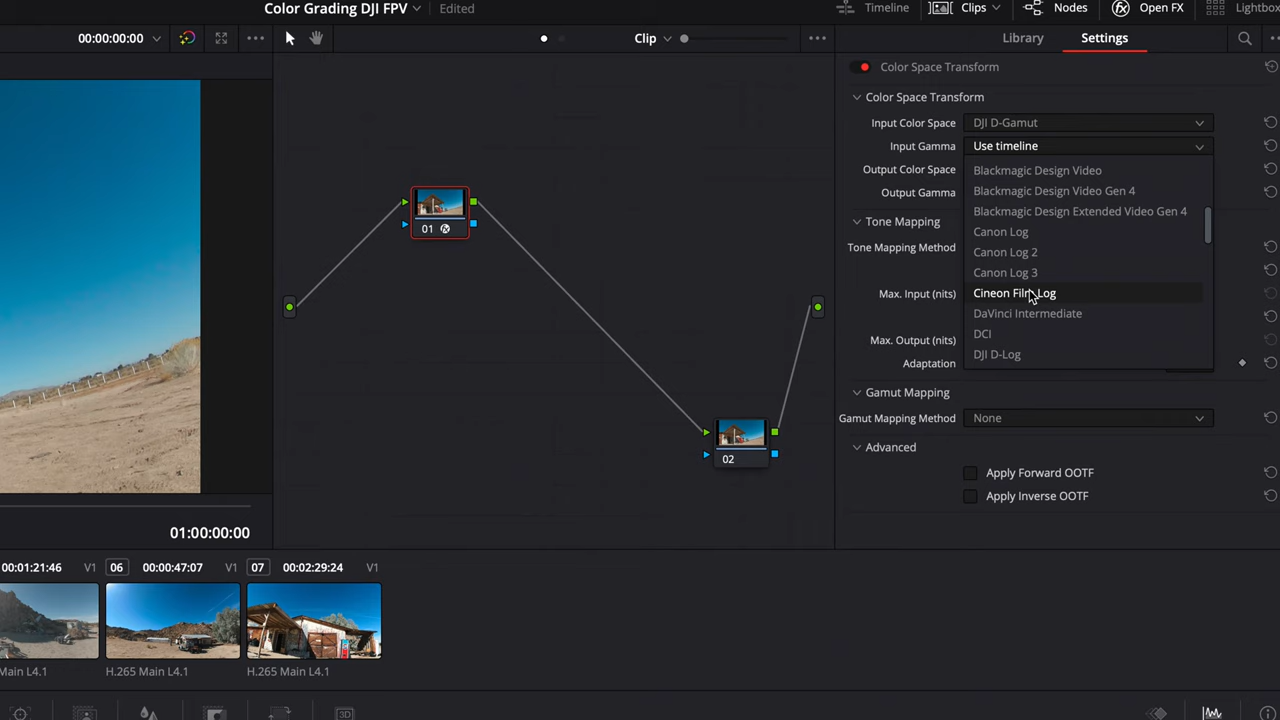 Color Grading DJI FPV Edited Timeline Clips Nodes Open FX Lightbox
00:00:00:00 Clip Library Settings
Color Space Transform
Color Space Transform
Input Color Space DJI D-Gamut
Input Gamma Use timeline
Output Color Space
Output Gamma
Tone Mapping
Tone Mapping Method
Max. Input (nits)
Max. Output (nits)
Adaptation
Blackmagic Design Video
Blackmagic Design Video Gen 4
Blackmagic Design Extended Video Gen 4
Canon Log
Canon Log 2
Canon Log 3
Cineon Film Log
DaVinci Intermediate
DCI
DJI D-Log
Gamut Mapping
Gamut Mapping Method None
Advanced
Apply Forward OOTF
Apply Inverse OOTF
01
02
01:00:00:00
00:01:21:46 V1 06 00:00:47:07 V1 07 00:02:29:24 V1
Main L4.1 H.265 Main L4.1 H.265 Main L4.1
3D